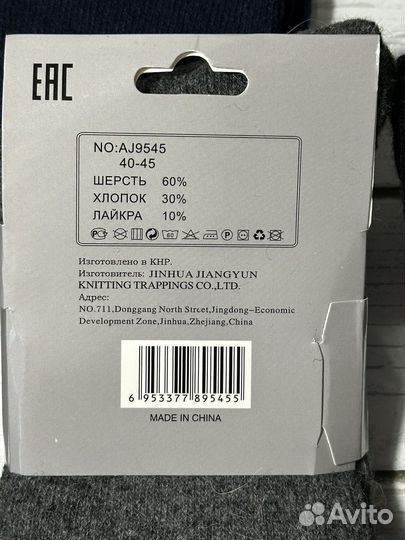 EAC
NO:AJ9545
40-45
ШЕРСТЬ 60%
ХЛОПОК 30%
ЛАЙКРА 10%
Изготовлено в КНР.
Изготовитель: JINHUA JIANGYUN
KNITTING TRAPPINGS CO.,LTD.
Адрес:
NO.711,Donggang North Street,Jingdong-Economic
Development Zone,Jinhua,Zhejiang,China
6 953377 895455
MADE IN CHINA
Avito